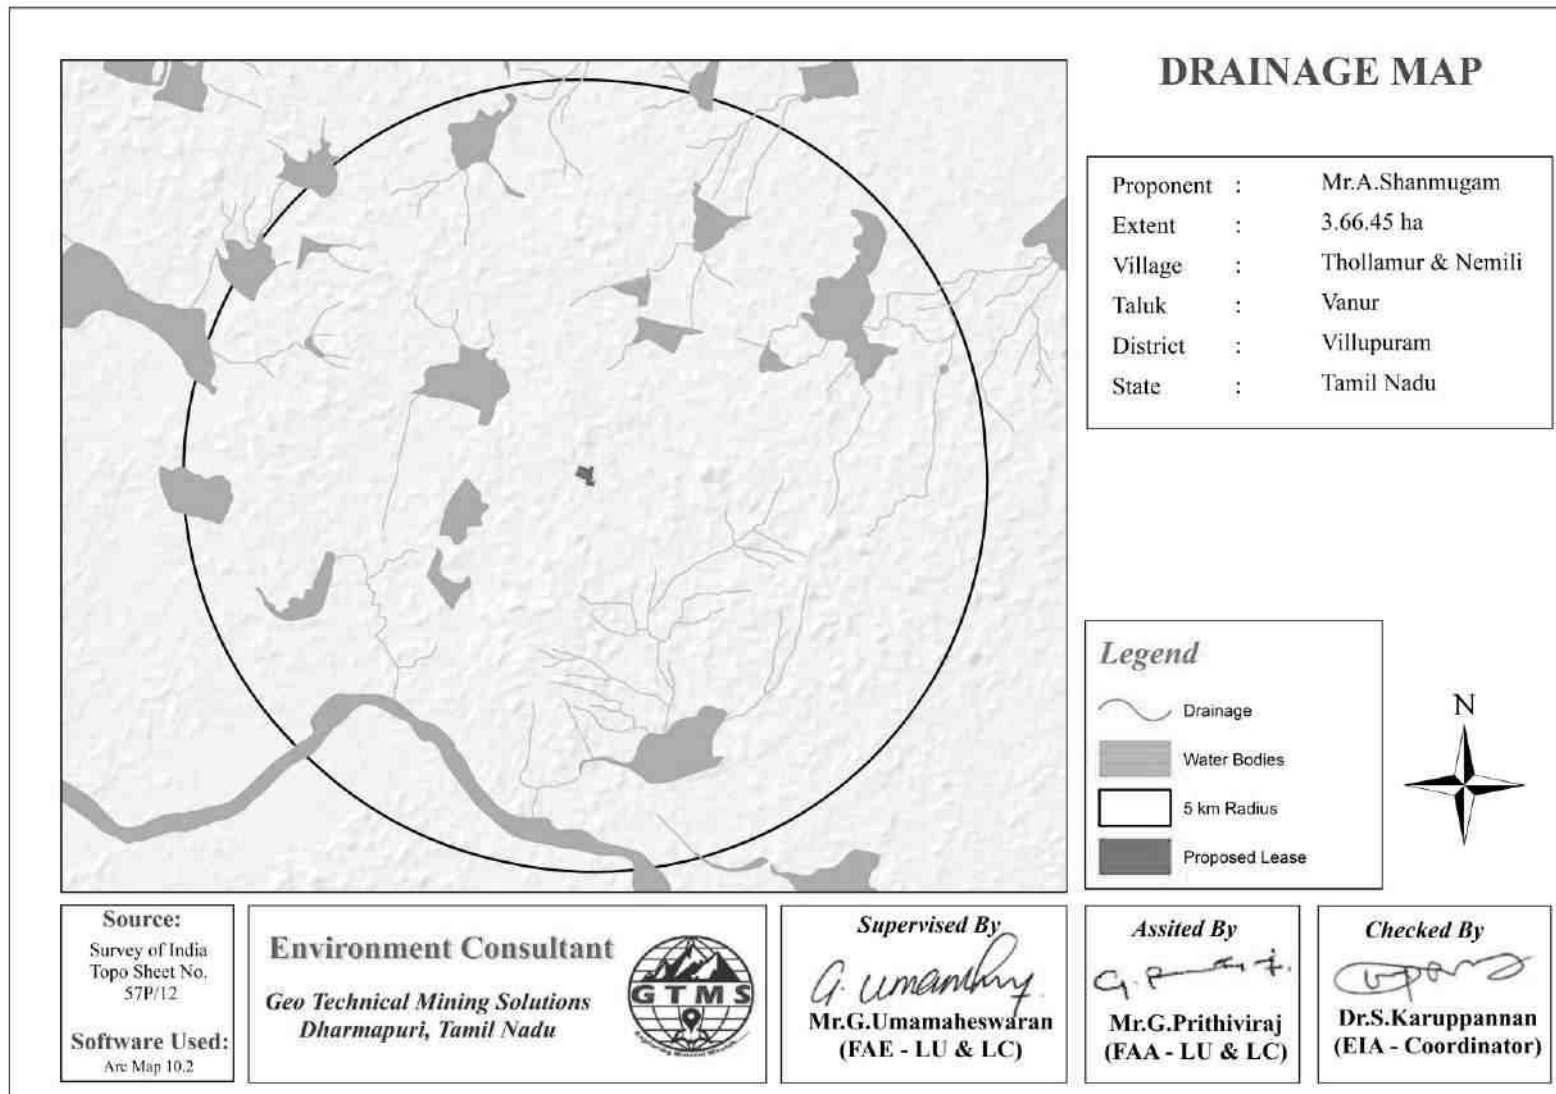 DRAINAGE MAP
Proponent : Mr.A.Shanmugam
Extent : 3.66.45 ha
Village : Thollamur & Nemili
Taluk : Vanur
District : Villupuram
State : Tamil Nadu
Legend
Drainage
Water Bodies
5 km Radius
Proposed Lease
N
Source:
Survey of India
Topo Sheet No.
57P/12
Software Used:
Arc Map 10.2
Environment Consultant
Geo Technical Mining Solutions
Dharmapuri, Tamil Nadu
GTMS
Supervised By
Mr.G.Umamaheswaran
(FAE - LU & LC)
Assited By
Mr.G.Prithiviraj
(FAA - LU & LC)
Checked By
Dr.S.Karuppannan
(EIA - Coordinator)